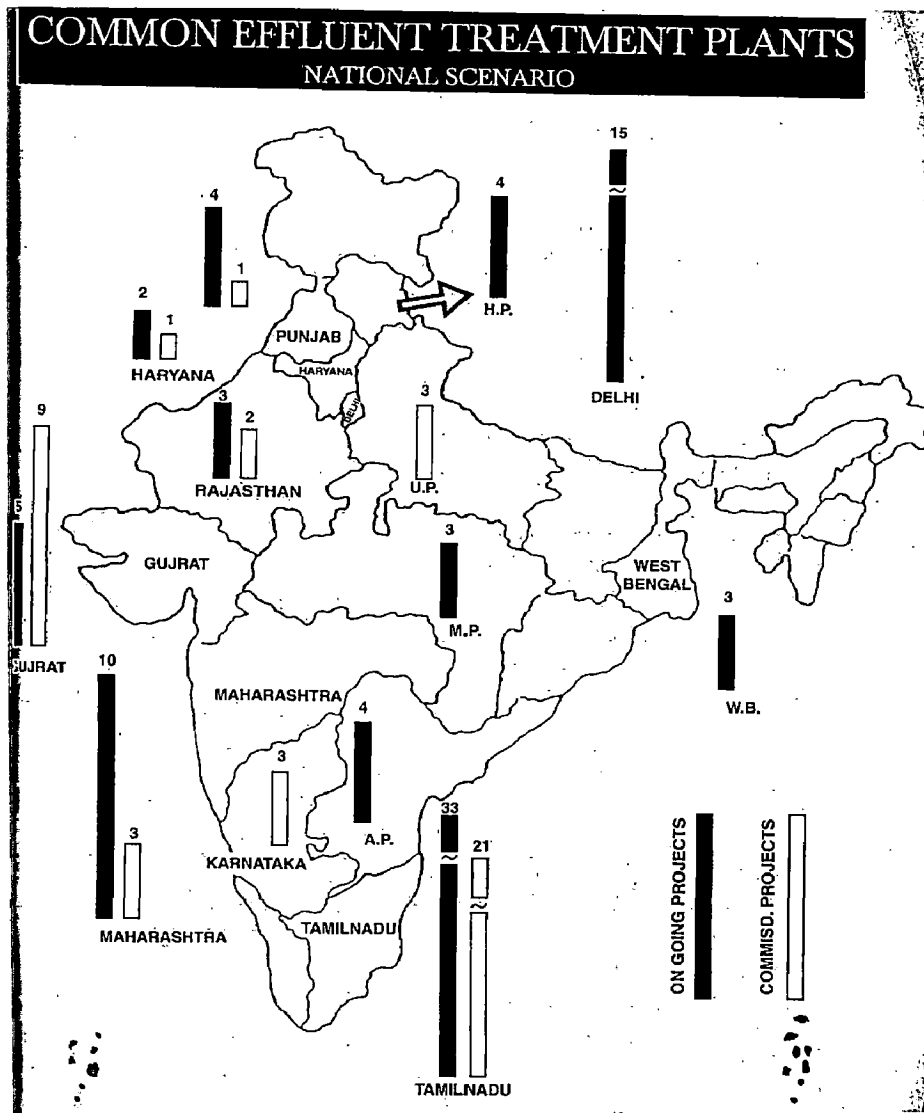 COMMON EFFLUENT TREATMENT PLANTS
NATIONAL SCENARIO
15
4
4
1
H.P.
2
1
PUNJAB
HARYANA
HARYANA
DELHI
DELHI
3
2
3
9
RAJASTHAN
U.P.
5
3
GUJRAT
WEST
BENGAL
3
M.P.
UJRAT
10
MAHARASHTRA
4
W.B.
3
33
3
A.P.
21
KARNATAKA
TAMILNADU
MAHARASHTRA
ON GOING PROJECTS
COMMISD. PROJECTS
TAMILNADU